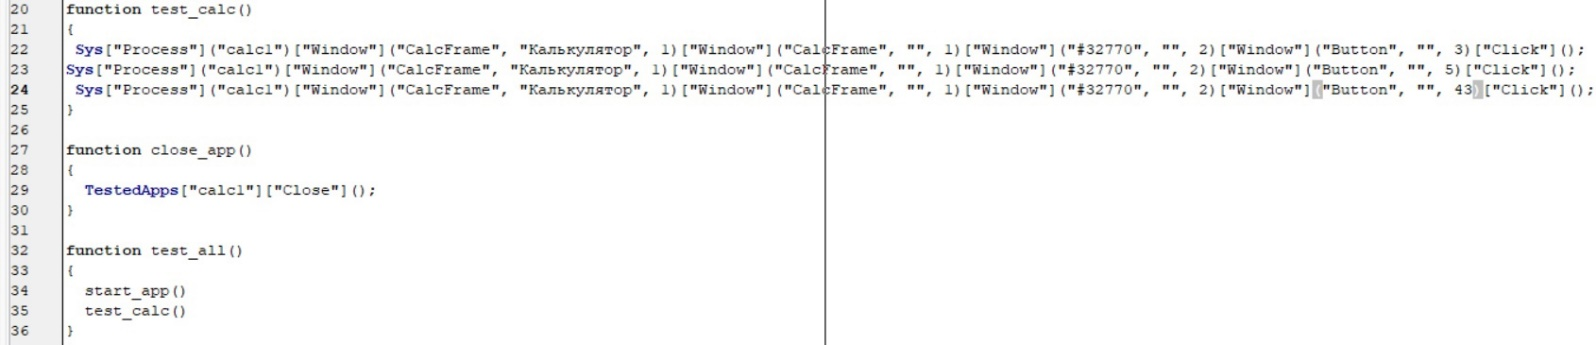 20 function test_calc()
21 {
22 Sys["Process"]("calc1")["Window"]("CalcFrame", "Калькулятор", 1)["Window"]("CalcFrame", "", 1)["Window"]("#32770", "", 2)["Window"]("Button", "", 3)["Click"]();
23 Sys["Process"]("calc1")["Window"]("CalcFrame", "Калькулятор", 1)["Window"]("CalcFrame", "", 1)["Window"]("#32770", "", 2)["Window"]("Button", "", 5)["Click"]();
24 Sys["Process"]("calc1")["Window"]("CalcFrame", "Калькулятор", 1)["Window"]("CalcFrame", "", 1)["Window"]("#32770", "", 2)["Window"]("Button", "", 43)["Click"]();
25 }
26
27 function close_app()
28 {
29 TestedApps["calc1"]["Close"]();
30 }
31
32 function test_all()
33 {
34 start_app()
35 test_calc()
36 }